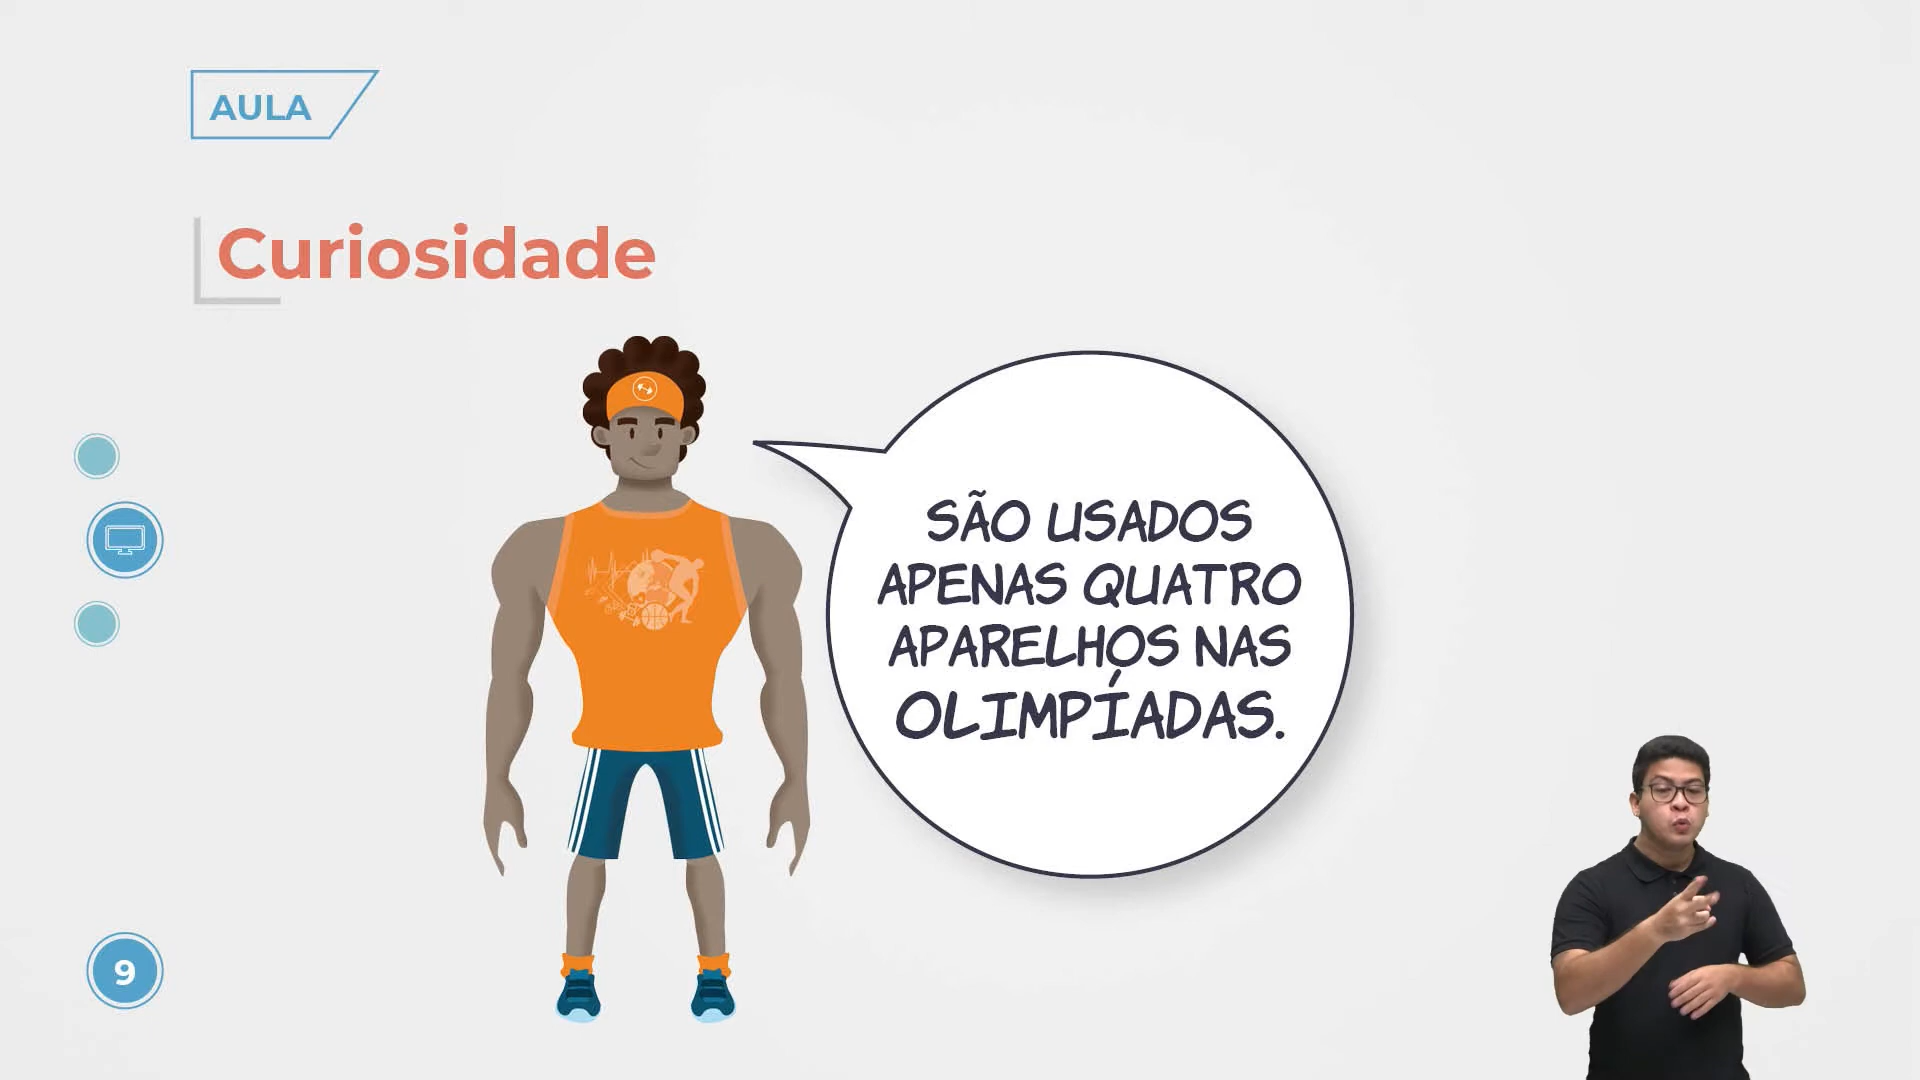 AULA
Curiosidade
SÃO USADOS
APENAS QUATRO
APARELHOS NAS
OLIMPÍADAS.
9